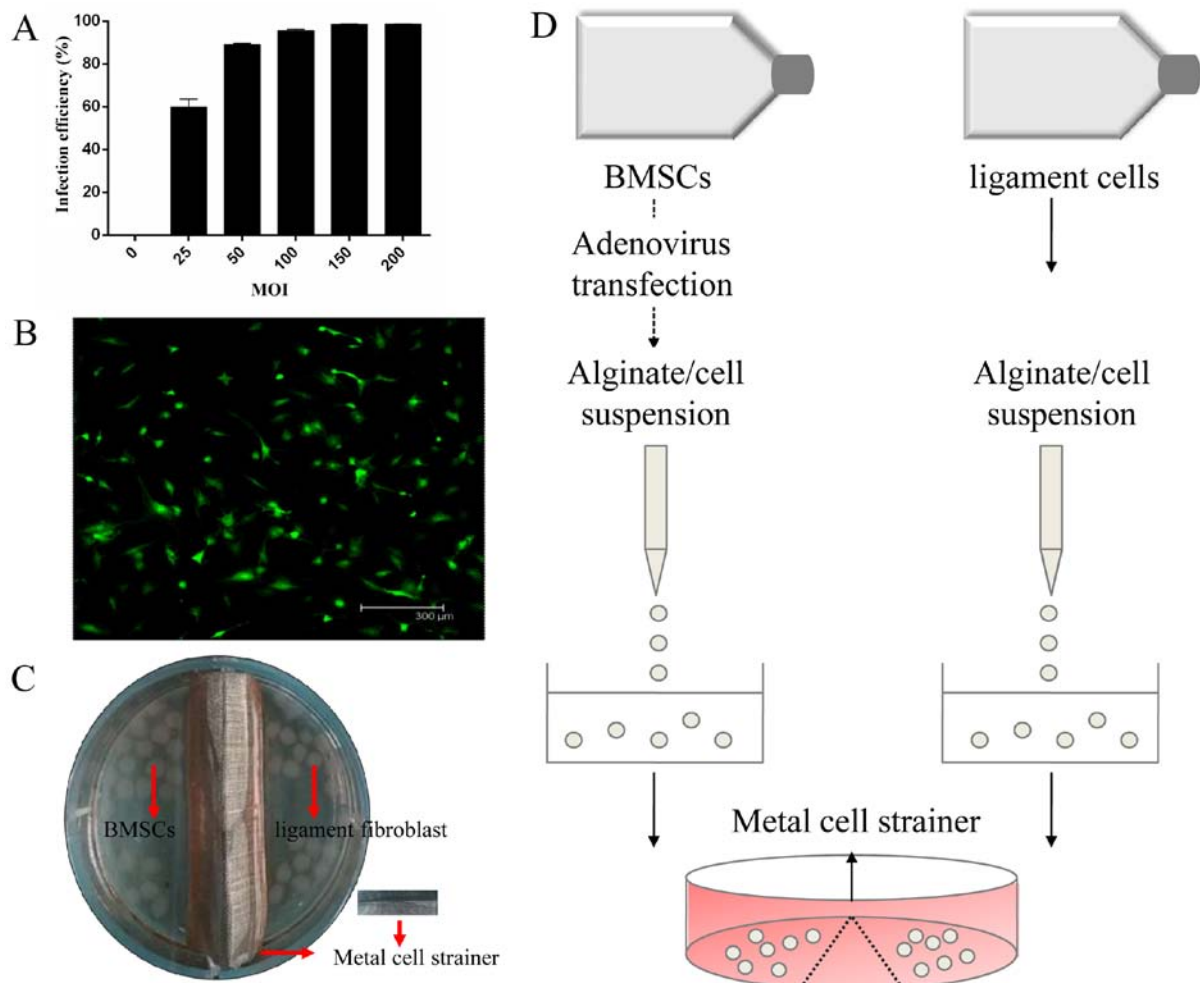 A
Infection efficiency (%)
100
80
60
40
20
0
0
25
50
100
150
200
MOI
B
300 µm
C
BMSCs
ligament fibroblast
Metal cell strainer
D
BMSCs
ligament cells
Adenovirus
transfection
Alginate/cell
suspension
Alginate/cell
suspension
Metal cell strainer